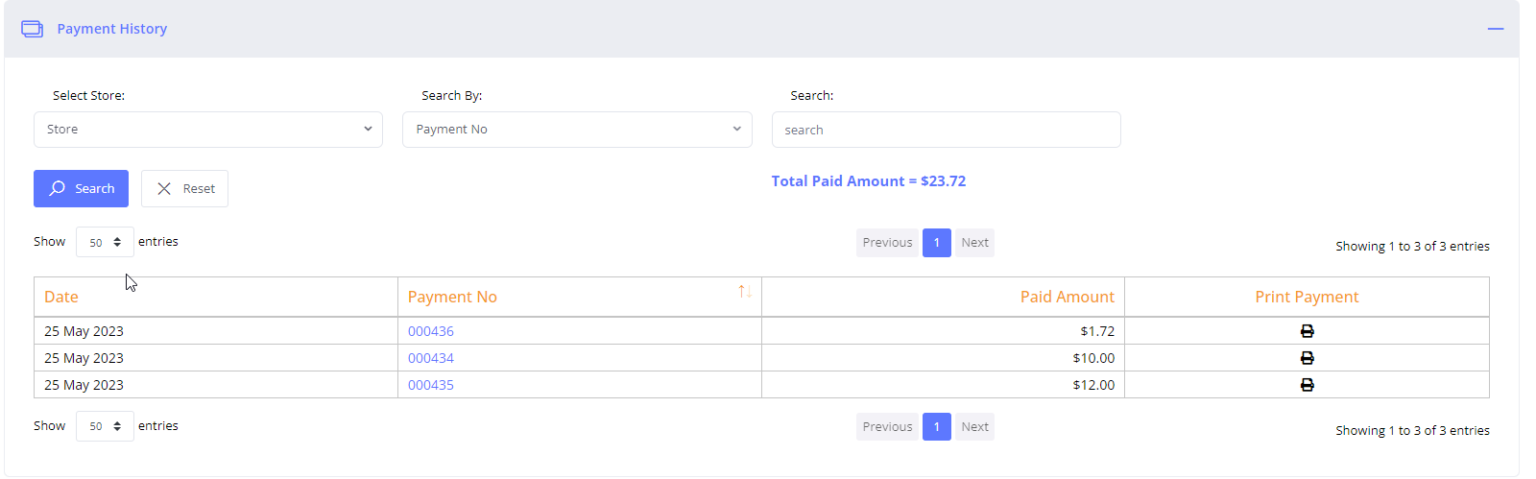 Payment History
Select Store: Search By: Search:
Store Payment No search
Search Reset Total Paid Amount = $23.72
Show 50 entries Previous 1 Next Showing 1 to 3 of 3 entries
Date Payment No Paid Amount Print Payment
25 May 2023 000436 $1.72
25 May 2023 000434 $10.00
25 May 2023 000435 $12.00
Show 50 entries Previous 1 Next Showing 1 to 3 of 3 entries